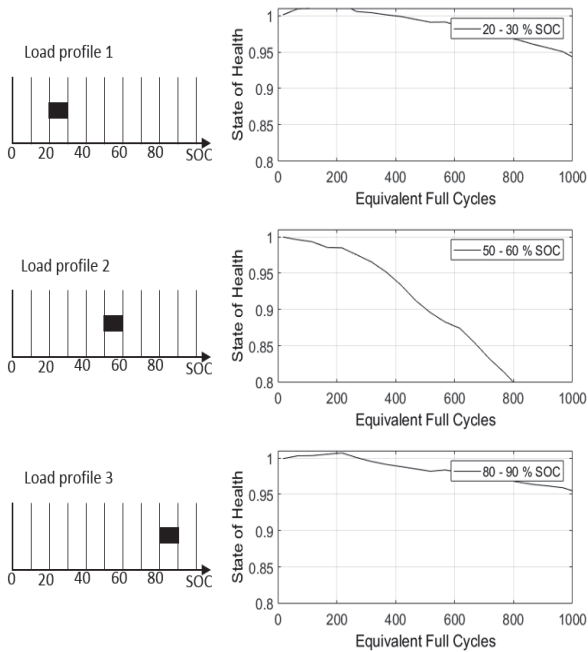 Load profile 1
0 20 40 60 80 SOC
State of Health
1
0.95
0.9
0.85
0.8
20 - 30 % SOC
0 200 400 600 800 1000
Equivalent Full Cycles
Load profile 2
0 20 40 60 80 SOC
State of Health
1
0.95
0.9
0.85
0.8
50 - 60 % SOC
0 200 400 600 800 1000
Equivalent Full Cycles
Load profile 3
0 20 40 60 80 SOC
State of Health
1
0.95
0.9
0.85
0.8
80 - 90 % SOC
0 200 400 600 800 1000
Equivalent Full Cycles